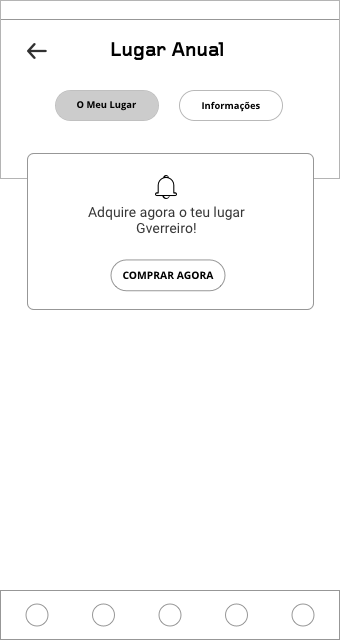 Lugar Anual
O Meu Lugar
Informações
Adquire agora o teu lugar
Gverreiro!
COMPRAR AGORA